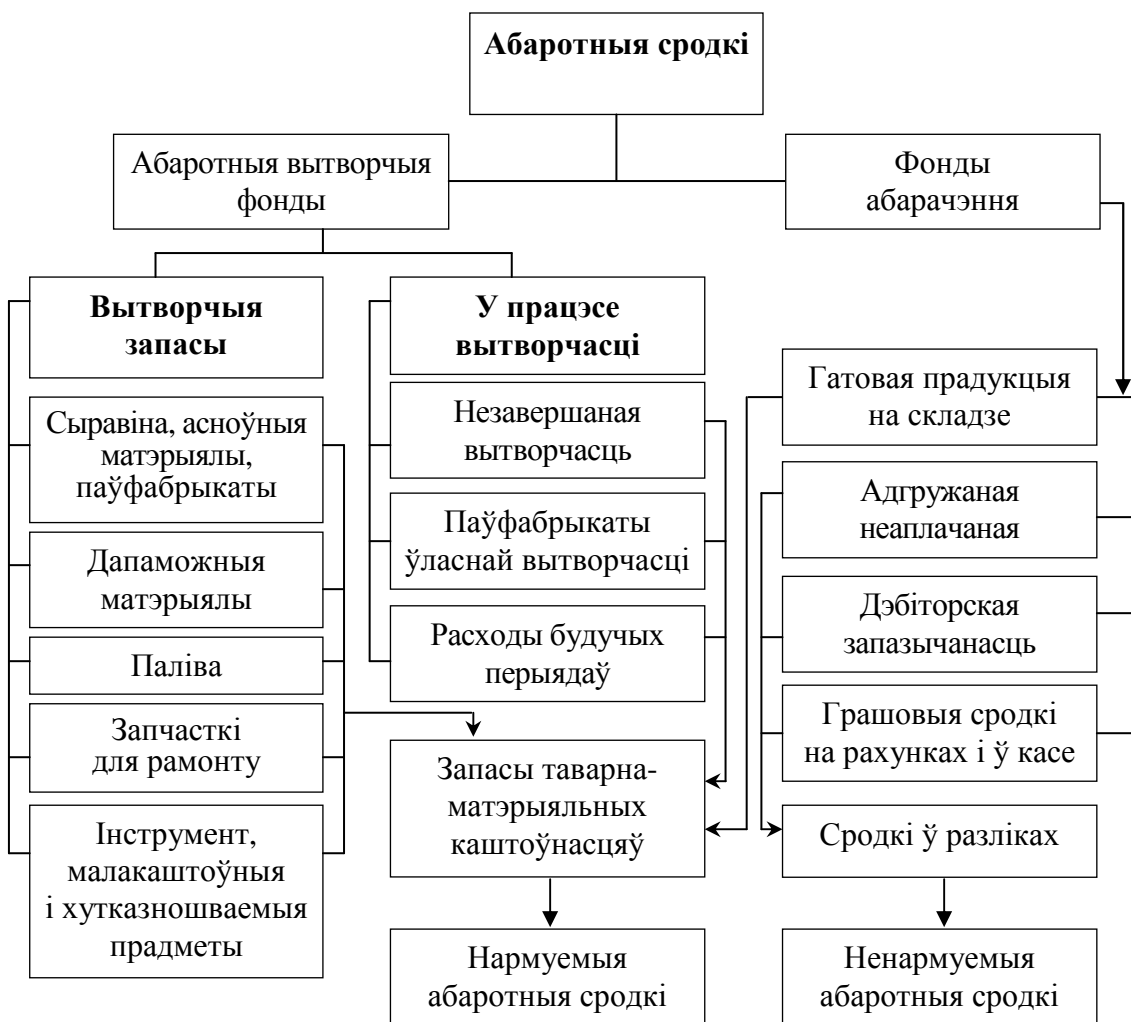 Абаротныя сродкі
Абаротныя вытворчыя
фонды
Фонды
абарачэння
Вытворчыя
запасы
У працэсе
вытворчасці
Сыравіна, асноўныя
матэрыялы,
паўфабрыкаты
Дапаможныя
матэрыялы
Паліва
Запчасткі
для рамонту
Інструмент,
малакаштоўныя
і хутказношваемыя
прадметы
Незавершаная
вытворчасць
Паўфабрыкаты
ўласнай вытворчасці
Расходы будучых
перыядаў
Запасы таварна-
матэрыяльных
каштоўнасцяў
Нармуемыя
абаротныя сродкі
Гатовая прадукцыя
на складзе
Адгружаная
неаплачаная
Дэбіторская
запазычанасць
Грашовыя сродкі
на рахунках і ў касе
Сродкі ў разліках
Ненармуемыя
абаротныя сродкі